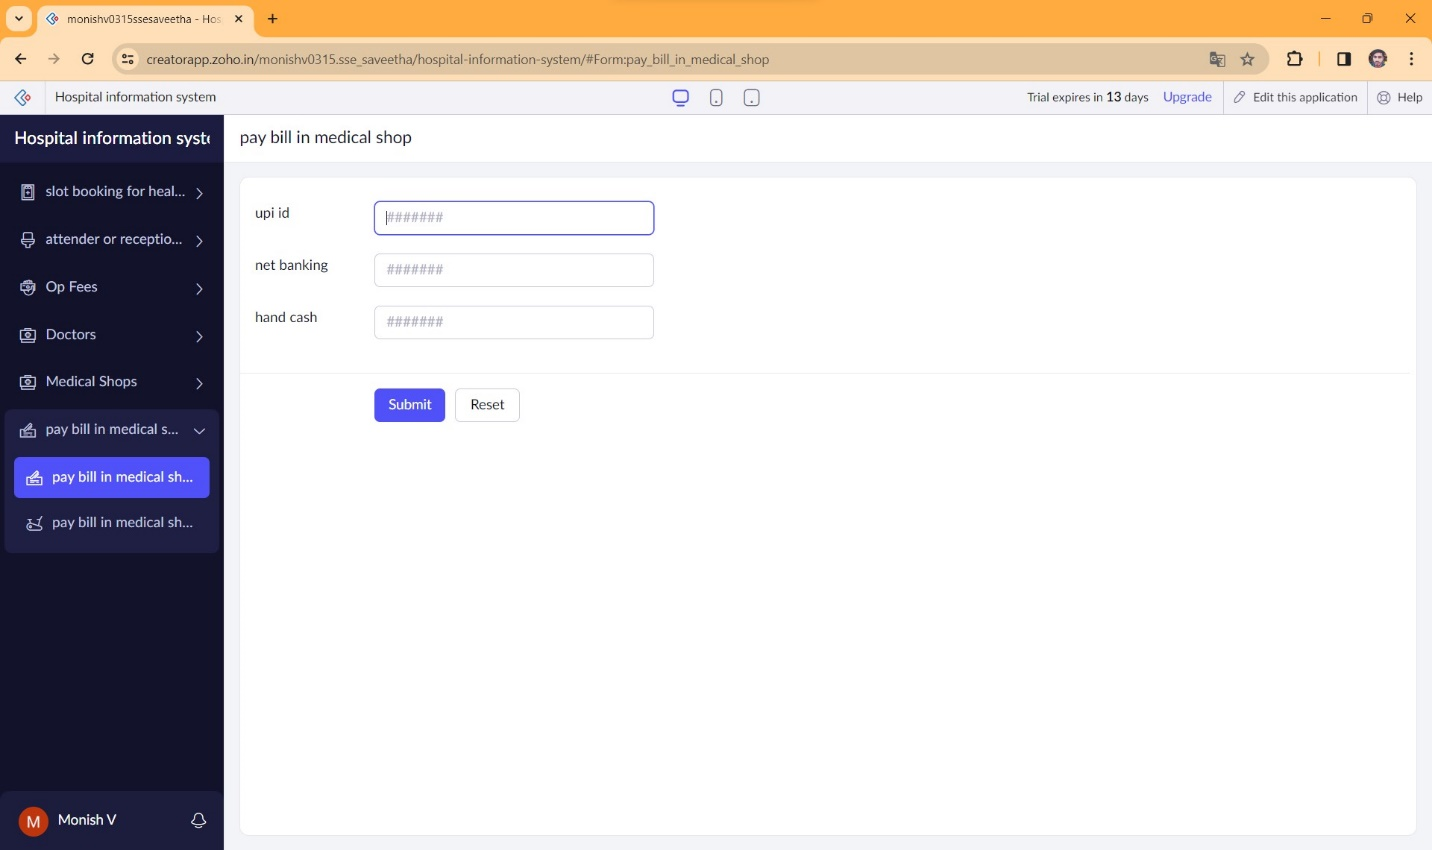 monishv0315ssesaveetha - Hos
creatorapp.zoho.in/monishv0315.sse_saveetha/hospital-information-system/#Form:pay_bill_in_medical_shop
Hospital information system
Trial expires in 13 days Upgrade Edit this application Help
Hospital information syste
pay bill in medical shop
slot booking for heal...
attender or receptio...
Op Fees
Doctors
Medical Shops
pay bill in medical s...
pay bill in medical sh...
pay bill in medical sh...
upi id #######
net banking #######
hand cash #######
Submit Reset
M Monish V